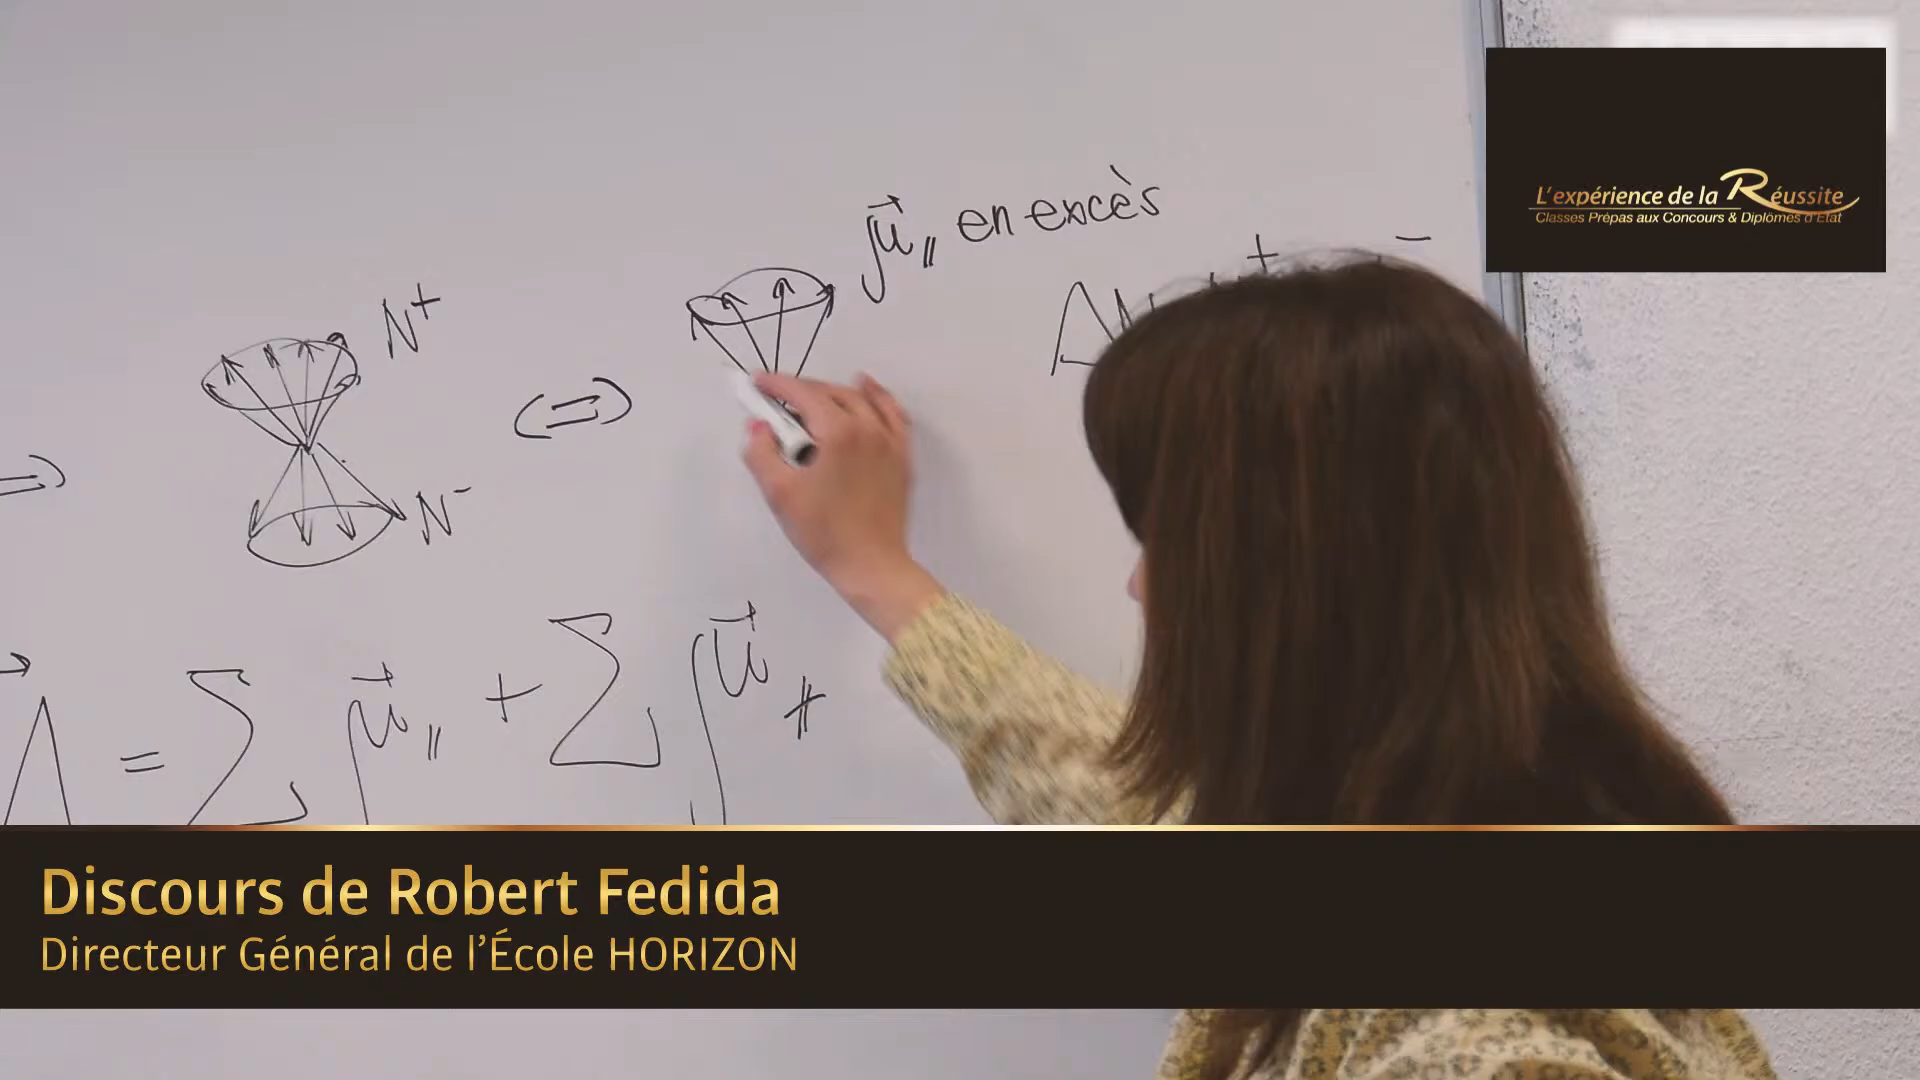 L'expérience de la Réussite
Classes Prépas aux Concours & Diplômes d'État
μ⃗ // en excès
N⁺
⇔
⇒
N⁻
= Σ μ⃗ // + Σ μ⃗ ⫲
Discours de Robert Fedida
Directeur Général de l'École HORIZON